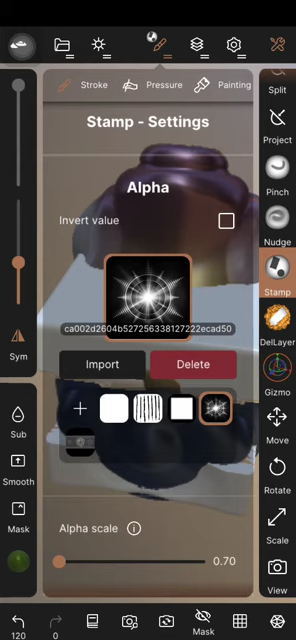 Stroke
Pressure
Painting
Split
Stamp - Settings
Project
Alpha
Pinch
Invert value
Nudge
Stamp
ca002d2604b527256338127222ecad50
DelLayer
Sym
Import
Delete
Gizmo
Move
Sub
Rotate
Smooth
Alpha scale
0.70
Scale
Mask
View
120
0
Mask